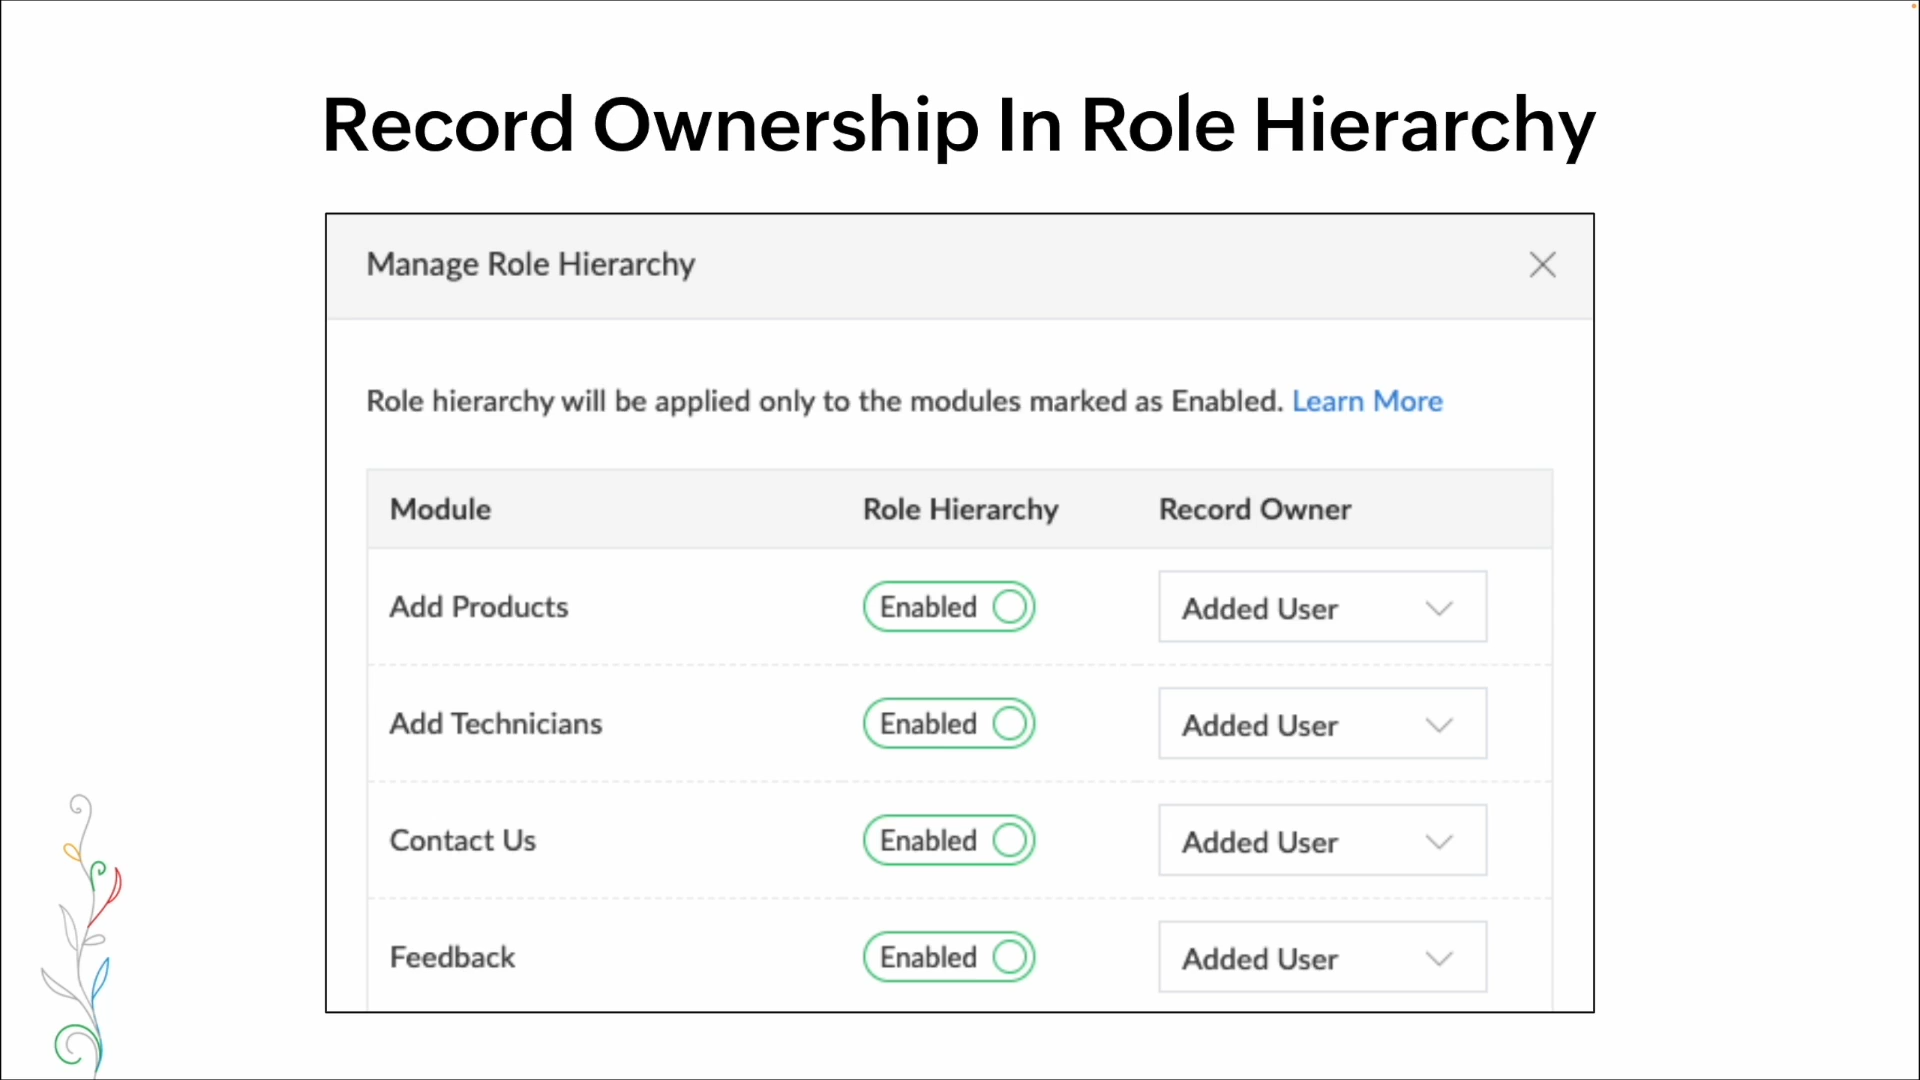 Record Ownership In Role Hierarchy
Manage Role Hierarchy
Role hierarchy will be applied only to the modules marked as Enabled. Learn More
Module Role Hierarchy Record Owner
Add Products Enabled Added User
Add Technicians Enabled Added User
Contact Us Enabled Added User
Feedback Enabled Added User